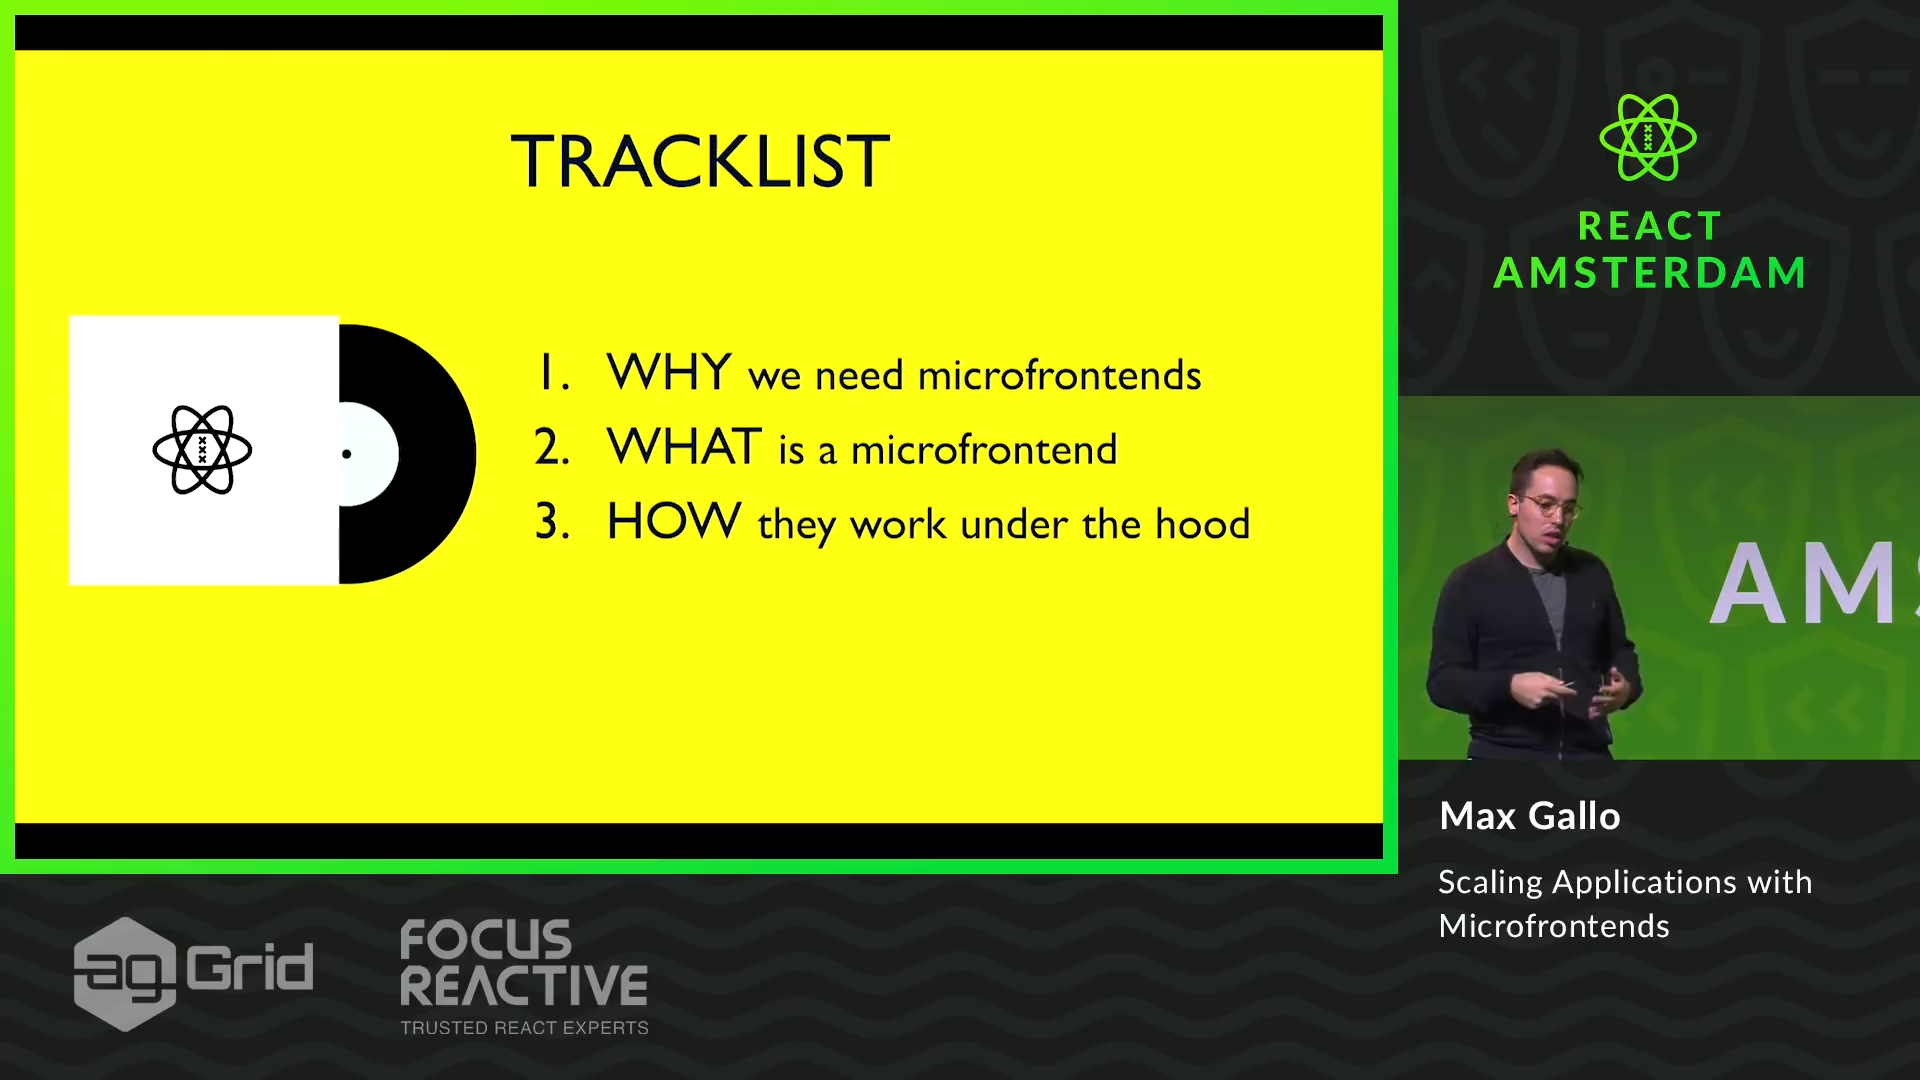 TRACKLIST
1. WHY we need microfrontends
2. WHAT is a microfrontend
3. HOW they work under the hood
REACT
AMSTERDAM
AMS
Max Gallo
Scaling Applications with
Microfrontends
ag Grid
FOCUS
REACTIVE
TRUSTED REACT EXPERTS